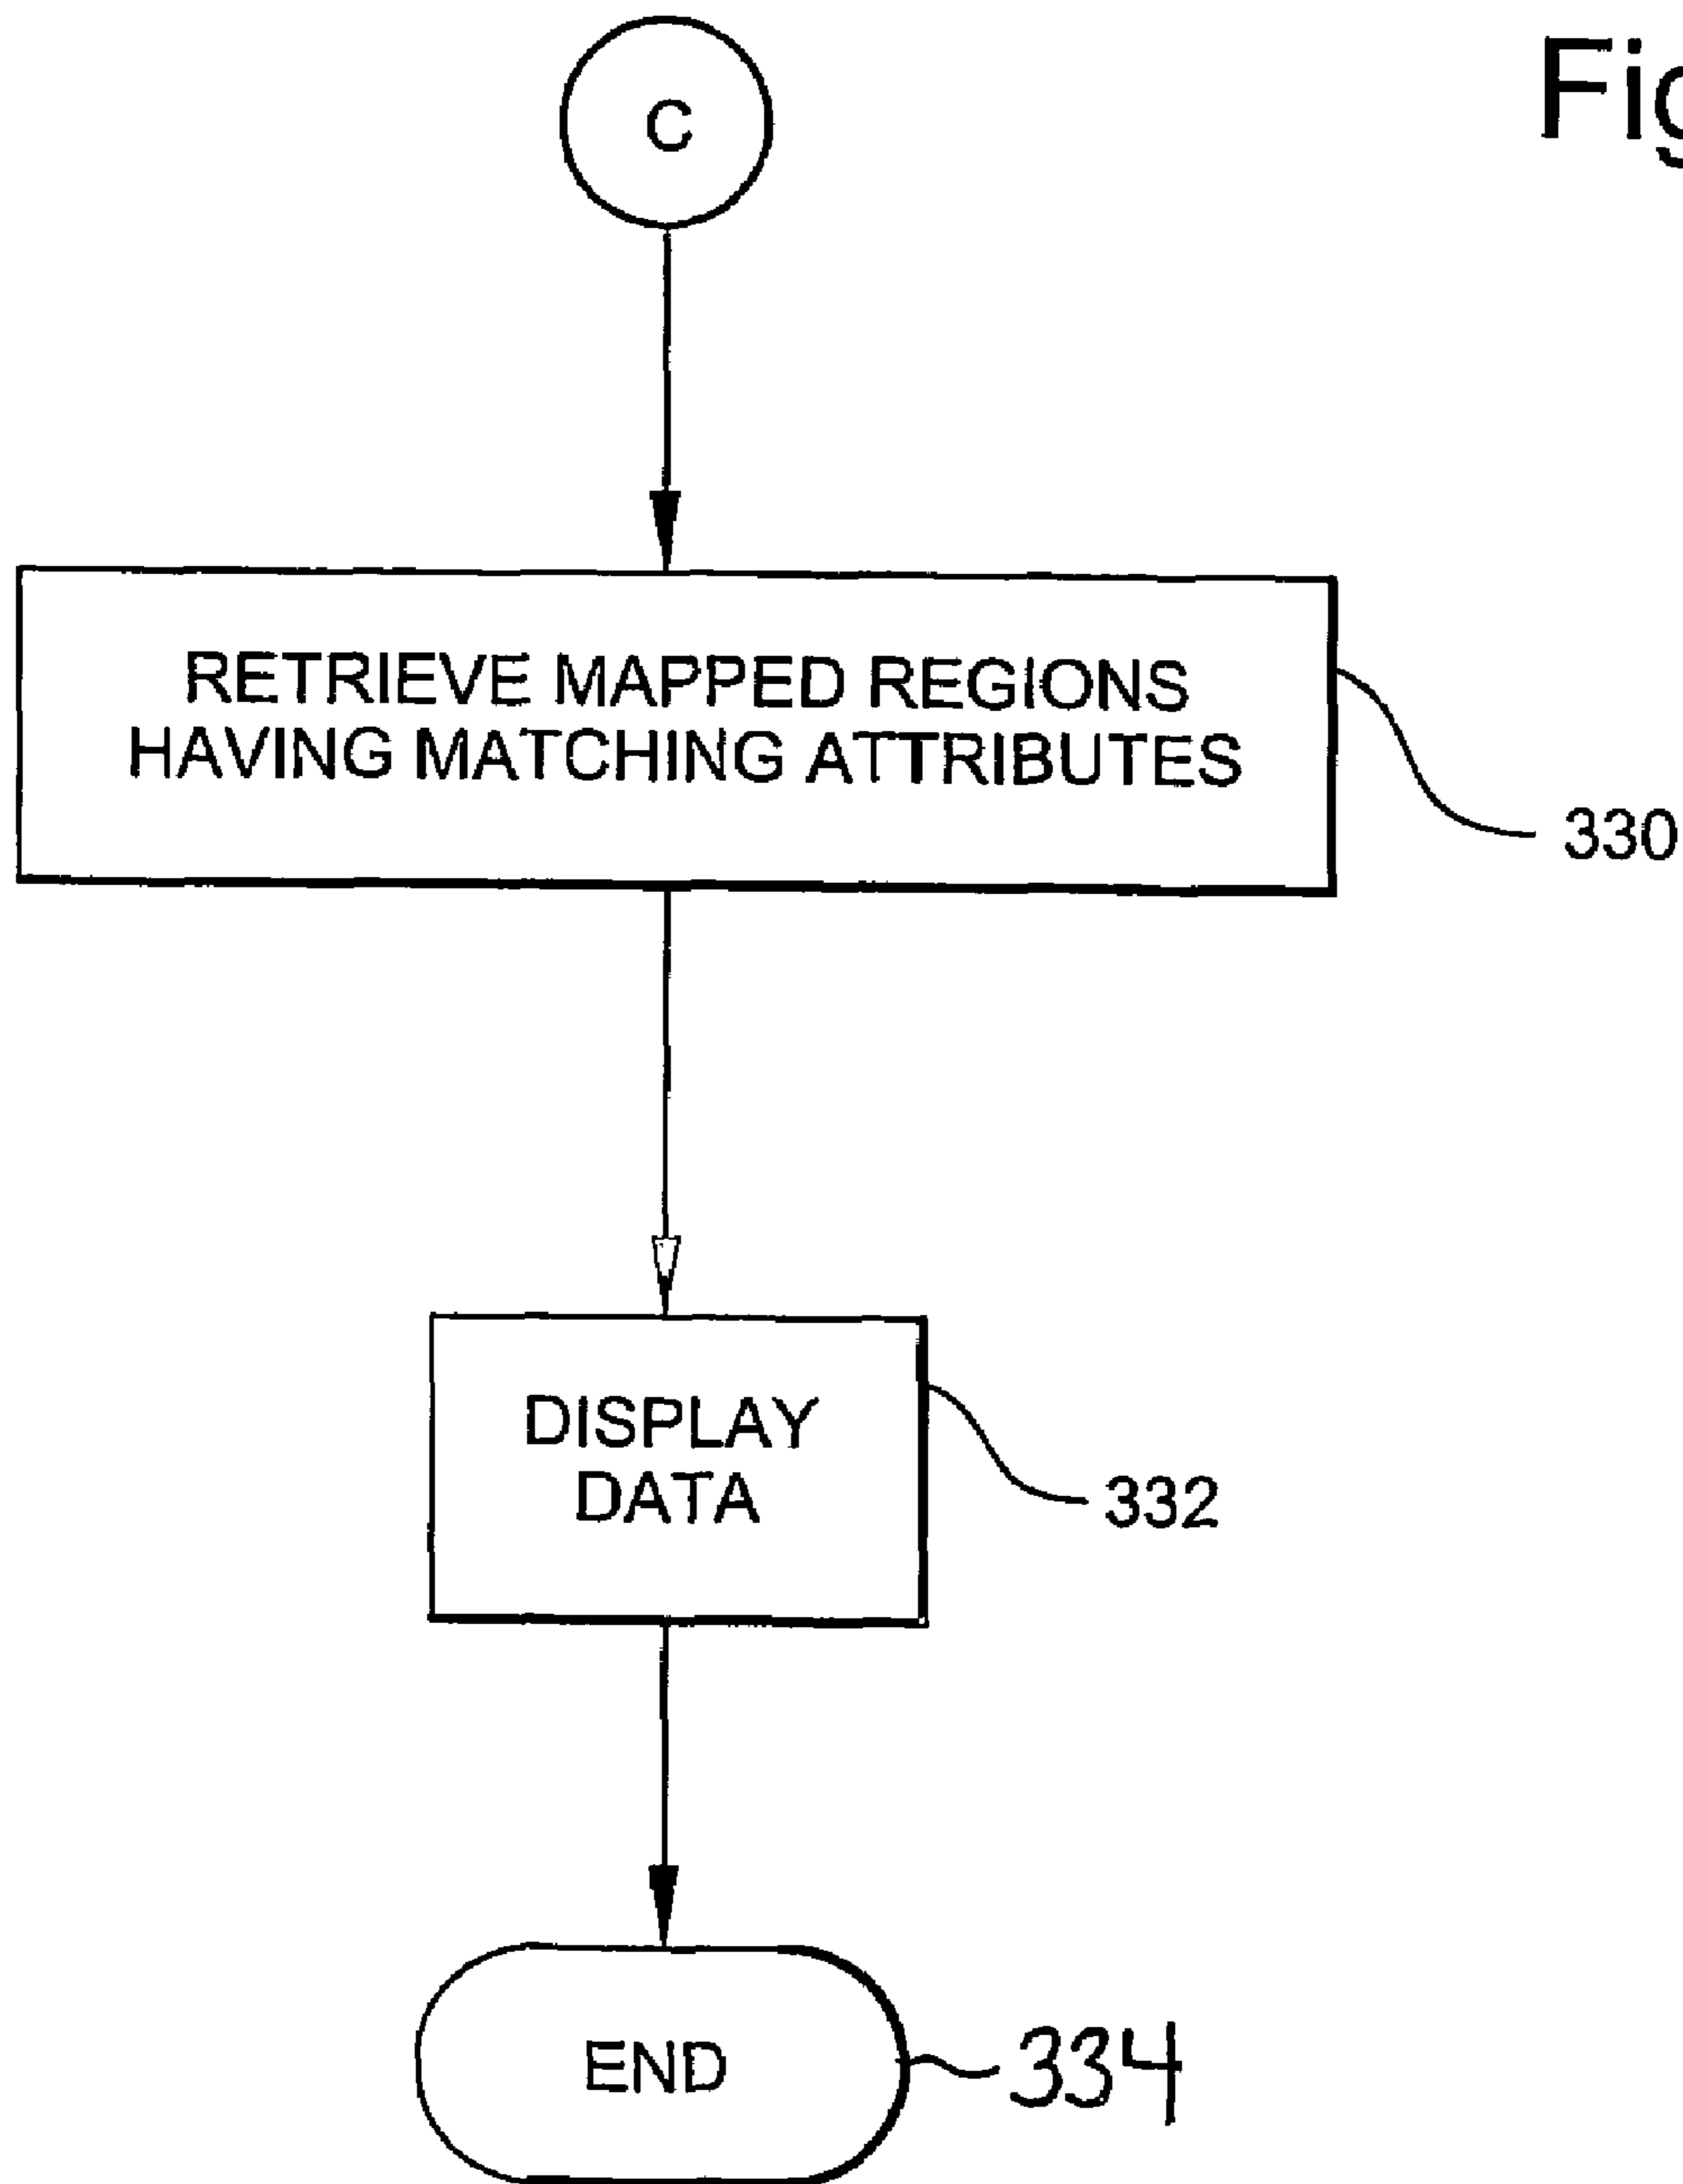 C
Fig
RETRIEVE MAPPED REGIONS
HAVING MATCHING ATTRIBUTES
330
DISPLAY
DATA
332
END
334